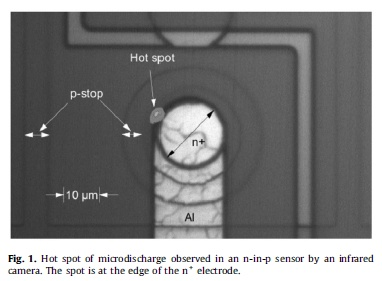 Hot spot
p-stop
n+
10 μm
Al
Fig. 1. Hot spot of microdischarge observed in an n-in-p sensor by an infrared
camera. The spot is at the edge of the n⁺ electrode.